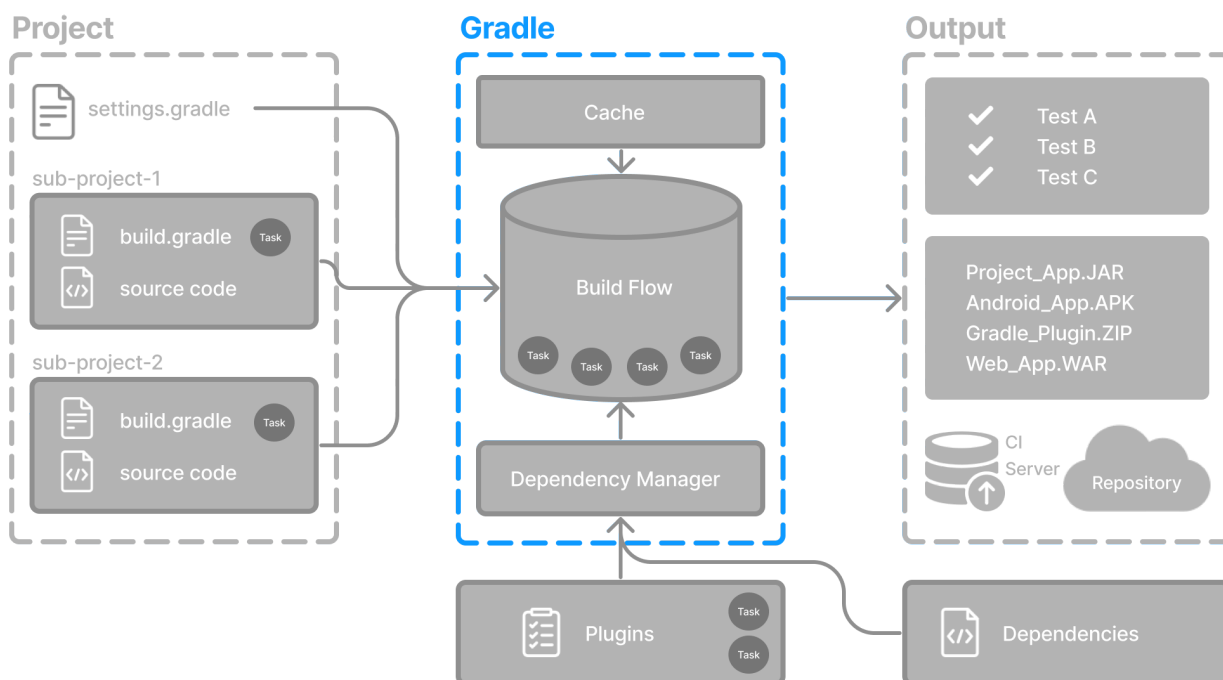 Project
settings.gradle
sub-project-1
build.gradle
Task
source code
sub-project-2
build.gradle
Task
source code
Gradle
Cache
Build Flow
Task
Task
Task
Task
Dependency Manager
Plugins
Task
Task
Output
Test A
Test B
Test C
Project_App.JAR
Android_App.APK
Gradle_Plugin.ZIP
Web_App.WAR
CI
Server
Repository
Dependencies